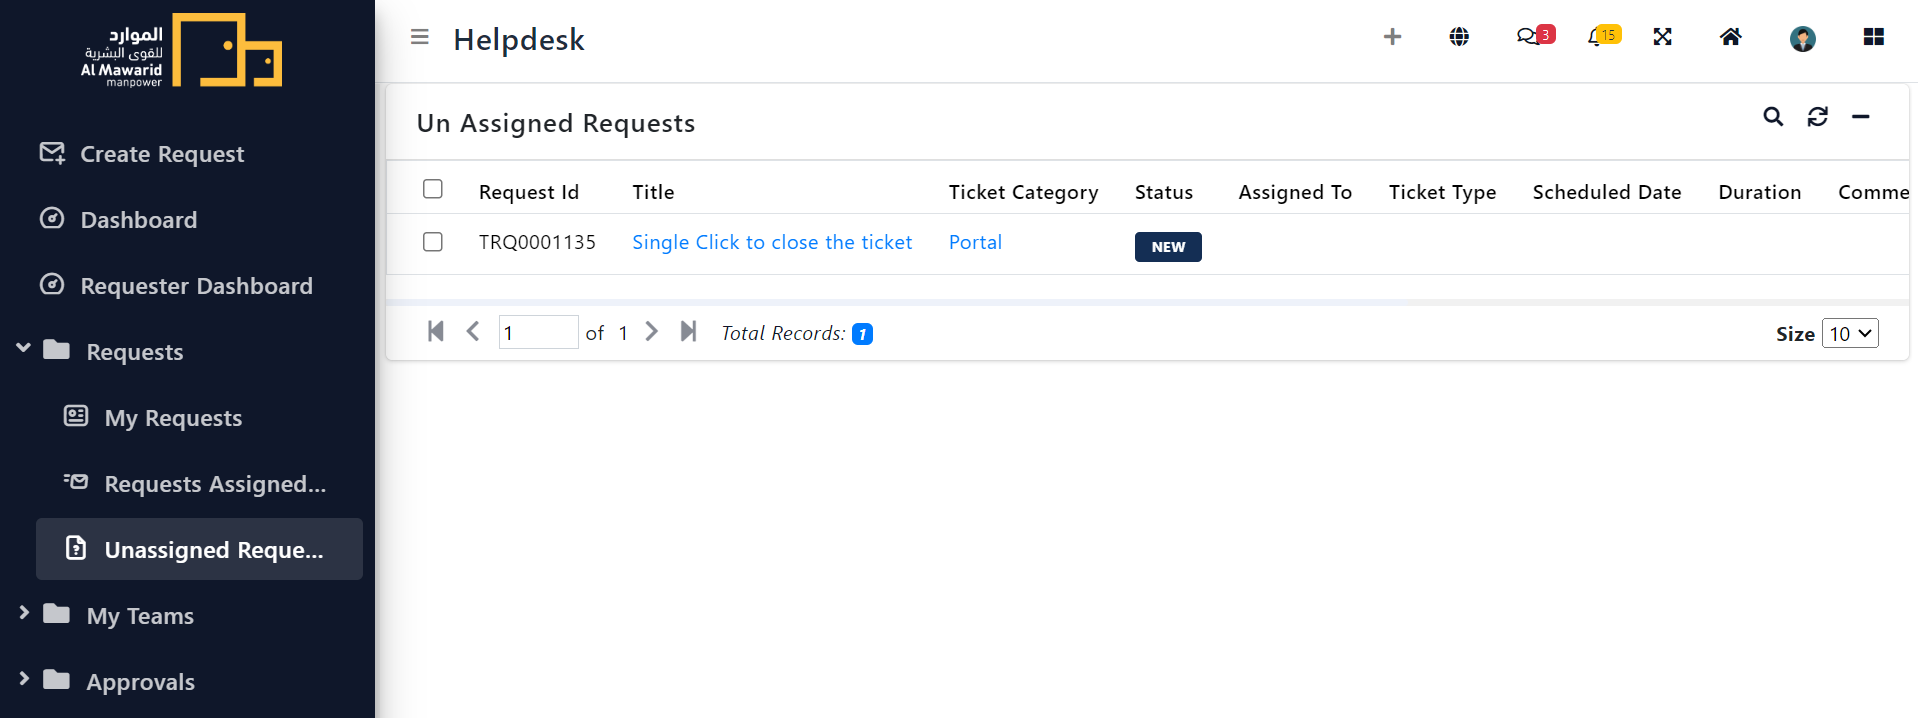 الموارد
للقوى البشرية
Al Mawarid
manpower
Create Request
Dashboard
Requester Dashboard
Requests
My Requests
Requests Assigned...
Unassigned Reque...
My Teams
Approvals
Helpdesk
3
15
Un Assigned Requests
Request Id Title Ticket Category Status Assigned To Ticket Type Scheduled Date Duration Comme
TRQ0001135 Single Click to close the ticket Portal NEW
1 of 1 Total Records: 1
Size 10